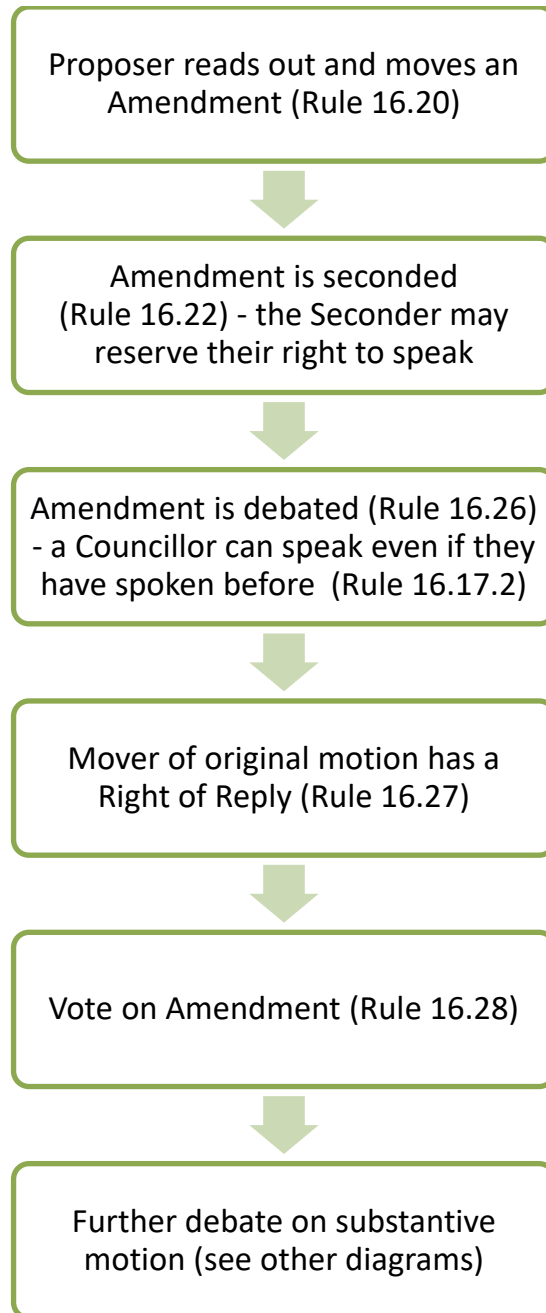 Proposer reads out and moves an
Amendment (Rule 16.20)
Amendment is seconded
(Rule 16.22) - the Seconder may
reserve their right to speak
Amendment is debated (Rule 16.26)
- a Councillor can speak even if they
have spoken before  (Rule 16.17.2)
Mover of original motion has a
Right of Reply (Rule 16.27)
Vote on Amendment (Rule 16.28)
Further debate on substantive
motion (see other diagrams)